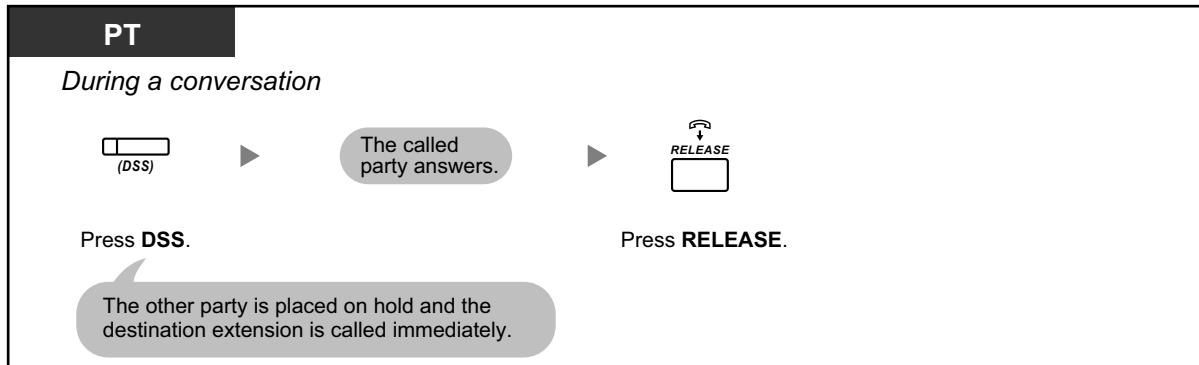 PT
During a conversation
(DSS)
The called
party answers.
RELEASE
Press DSS.
Press RELEASE.
The other party is placed on hold and the
destination extension is called immediately.